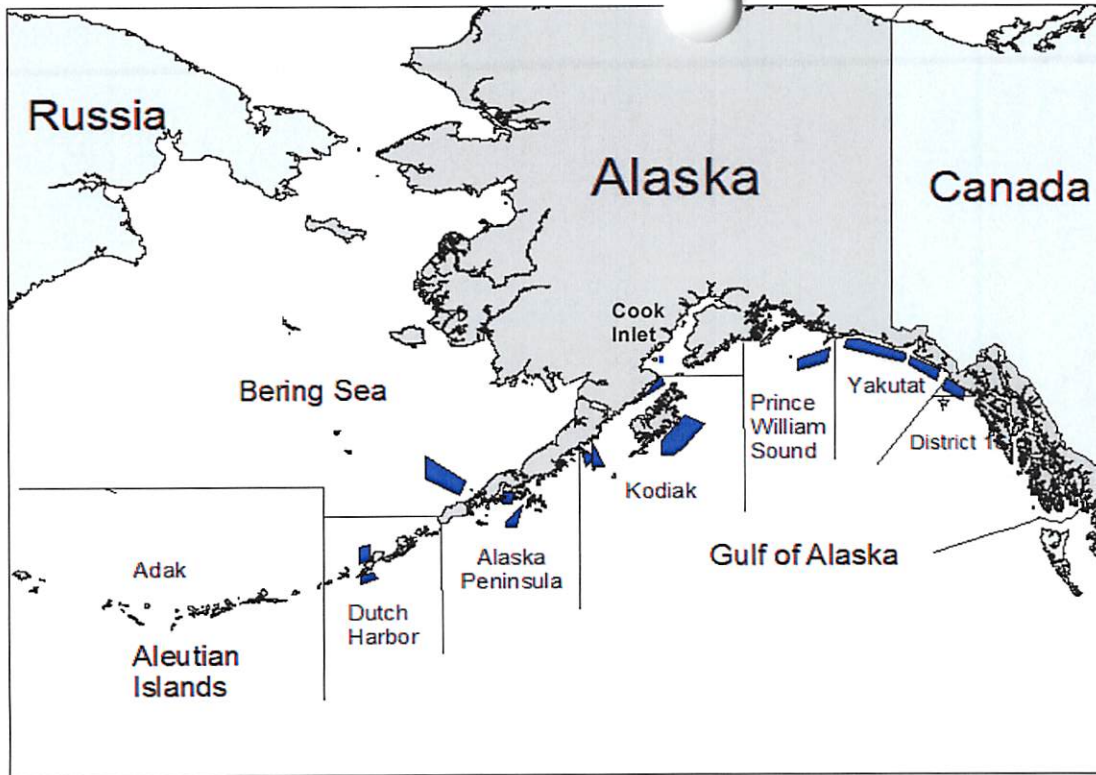 Russia
Alaska
Canada
Cook
Inlet
Bering Sea
Yakutat
Prince
William
Sound
District
Kodiak
Gulf of Alaska
Alaska
Peninsula
Adak
Dutch
Harbor
Aleutian
Islands